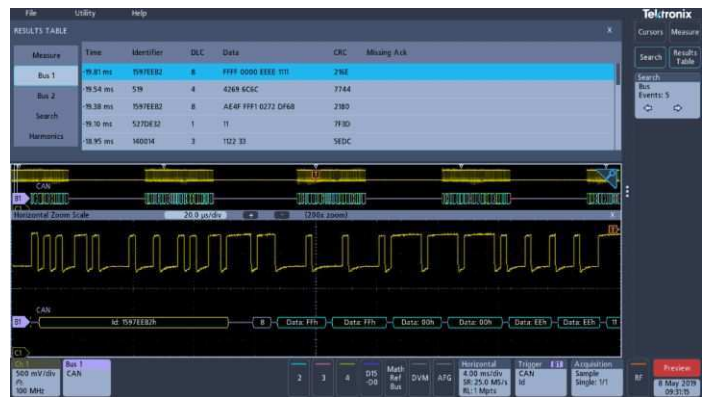 File Utility Help Tektronix
RESULTS TABLE X
Cursors Measure
Measure
Bus 1
Bus 2
Search
Harmonics
Time Identifier DLC Data CRC Missing Ack
-19.81 ms 1597EEB2 8 FFFF 0000 EEEE 1111 216E
-19.54 ms 519 4 4269 6C6C 7744
-19.38 ms 1597EEB2 8 AE4F FFF1 0272 DF68 2180
-19.10 ms 527DE32 1 11 7F3D
-18.95 ms 140014 3 1122 33 5EDC
Search Results Table
Search
Bus
Events: 5
CAN
B1
C1
Horizontal Zoom Scale 20.0 µs/div + - (200x zoom) X
CAN
B1 Id: 1597EEB2h 8 Data: FFh Data: FFh Data: 00h Data: 00h Data: EEh Data: EEh 11
C1
Ch 1
500 mV/div
100 MHz
Bus 1
CAN
2 3 4 D15 -D0 Math Ref Bus DVM AFG
Horizontal
4.00 ms/div
SR: 25.0 MS/s
RL: 1 Mpts
Trigger
CAN
Id
Acquisition
Sample
Single: 1/1
RF
Preview
8 May 2019
09:31:15